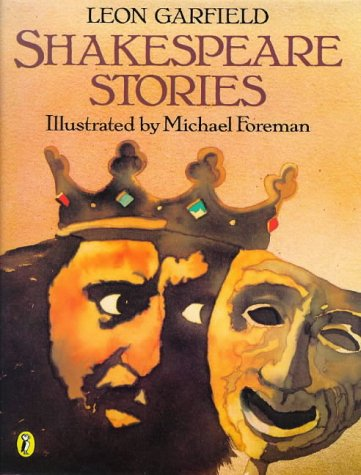 LEON GARFIELD
SHAKESPEARE
STORIES
Illustrated by Michael Foreman